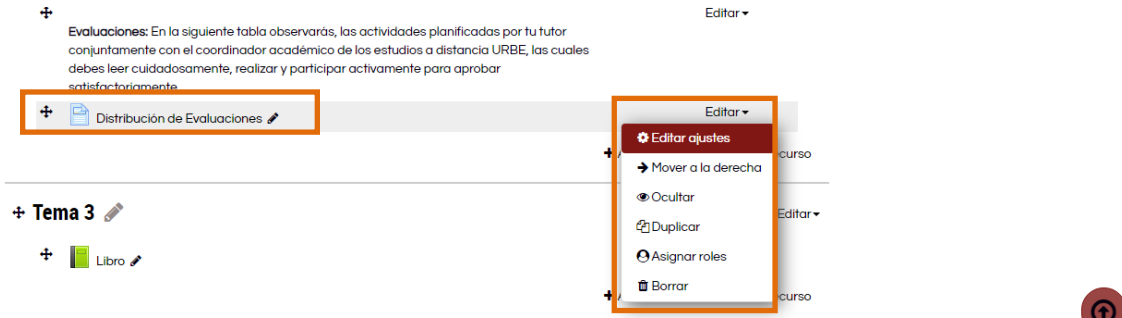 Editar
Evaluaciones: En la siguiente tabla observarás, las actividades planificadas por tu tutor
conjuntamente con el coordinador académico de los estudios a distancia URBE, las cuales
debes leer cuidadosamente, realizar y participar activamente para aprobar
satisfactoriamente
Distribución de Evaluaciones
Editar
Editar ajustes
curso
Mover a la derecha
Ocultar
Tema 3
Editar
Duplicar
Libro
Asignar roles
Borrar
curso